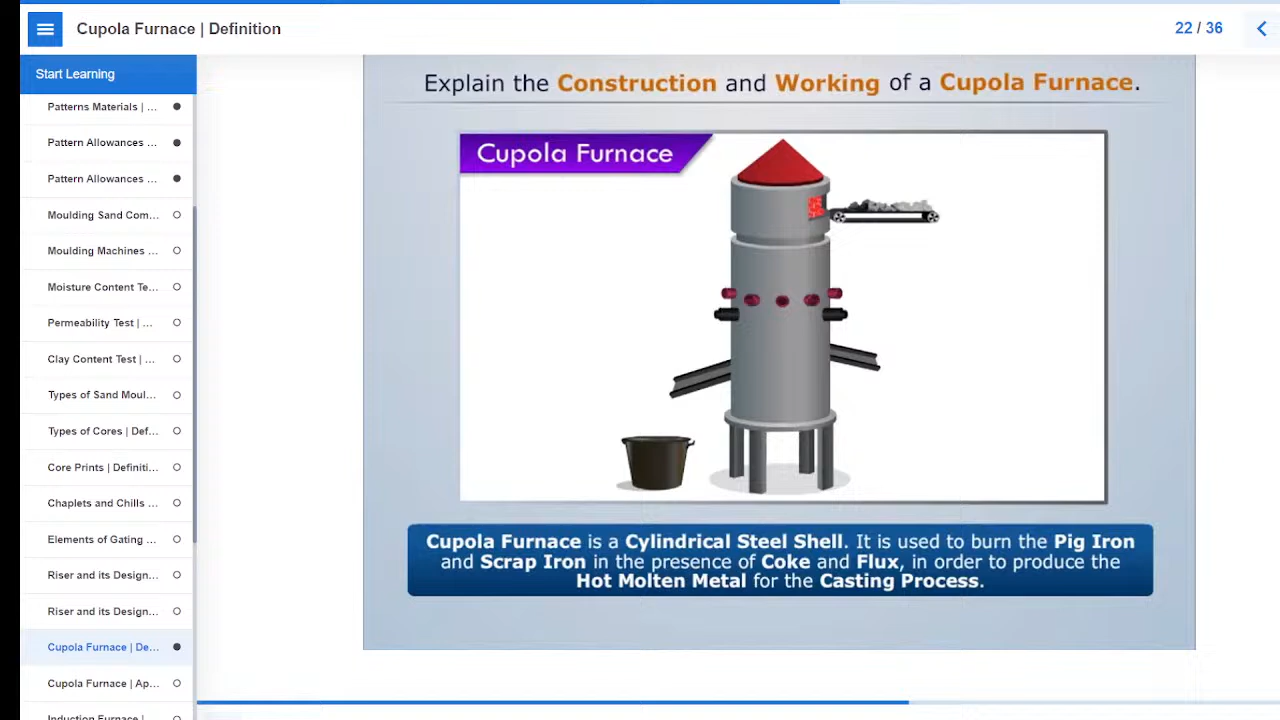 Cupola Furnace | Definition
22 / 36
Start Learning
Patterns Materials | ...
Pattern Allowances ...
Pattern Allowances ...
Moulding Sand Com...
Moulding Machines ...
Moisture Content Te...
Permeability Test | ...
Clay Content Test | ...
Types of Sand Moul...
Types of Cores | Def...
Core Prints | Definiti...
Chaplets and Chills ...
Elements of Gating ...
Riser and its Design...
Riser and its Design...
Cupola Furnace | De...
Cupola Furnace | Ap...
Induction Furnace | ...
Explain the Construction and Working of a Cupola Furnace.
Cupola Furnace
Cupola Furnace is a Cylindrical Steel Shell. It is used to burn the Pig Iron
and Scrap Iron in the presence of Coke and Flux, in order to produce the
Hot Molten Metal for the Casting Process.